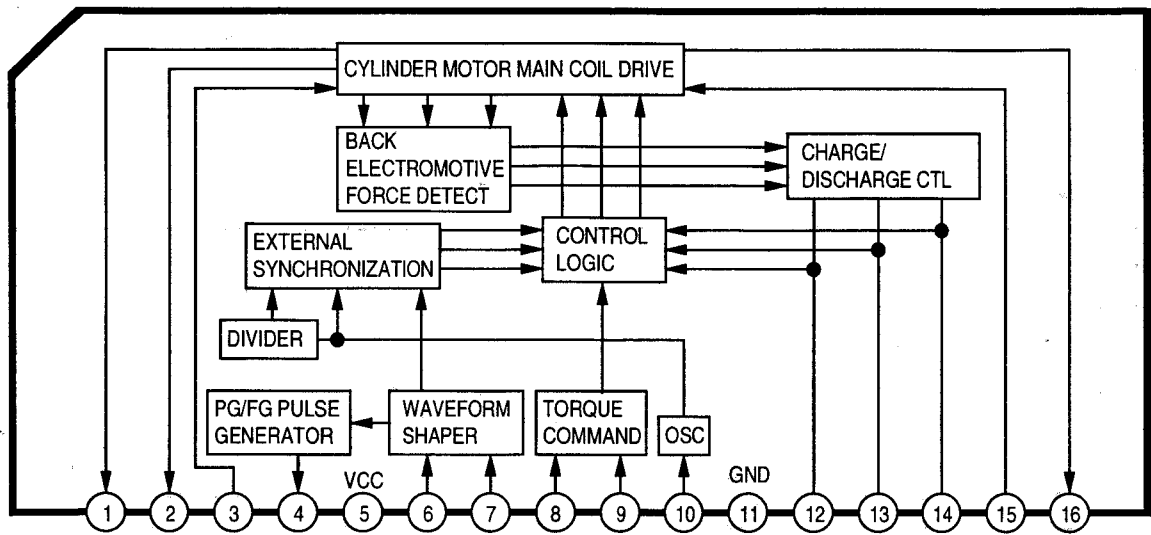 CYLINDER MOTOR MAIN COIL DRIVE
BACK
ELECTROMOTIVE
FORCE DETECT
CHARGE/
DISCHARGE CTL
EXTERNAL
SYNCHRONIZATION
CONTROL
LOGIC
DIVIDER
PG/FG PULSE
GENERATOR
WAVEFORM
SHAPER
TORQUE
COMMAND
OSC
VCC
GND
1 2 3 4 5 6 7 8 9 10 11 12 13 14 15 16